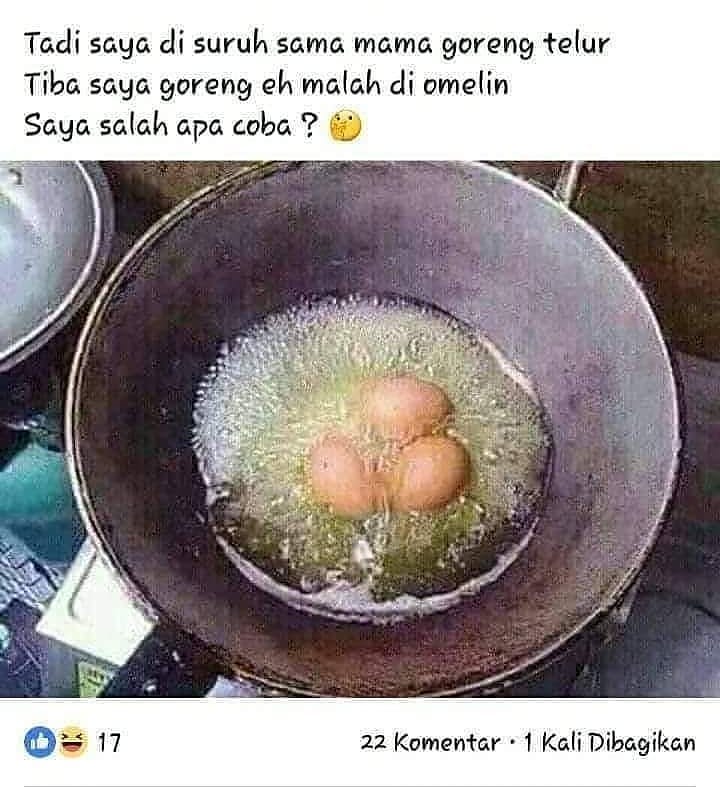 Tadi saya di suruh sama mama goreng telur
Tiba saya goreng eh malah di omelin
Saya salah apa coba ? 🤔
17
22 Komentar · 1 Kali Dibagikan